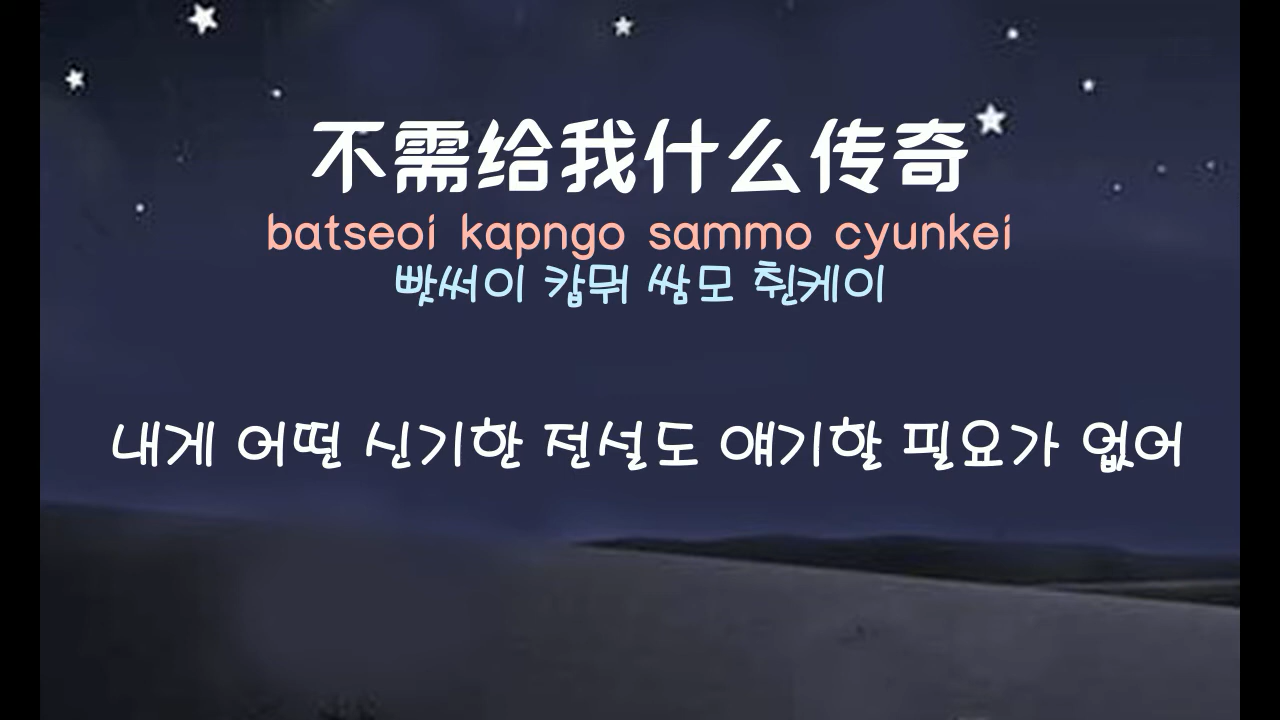 不需给我什么传奇
batseoi kapngo sammo cyunkei
빳써이 캅뭐 쌈모 췬케이
내게 어떤 신기한 전설도 얘기할 필요가 없어